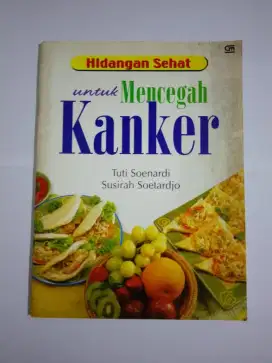 Hidangan Sehat
untuk Mencegah
Kanker
Tuti Soenardi
Susirah Soetardjo